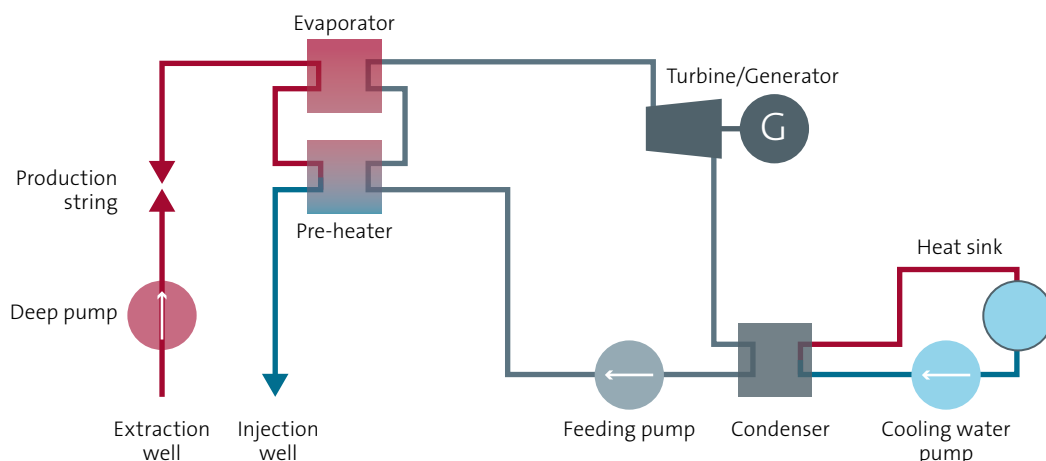 Evaporator
Turbine/Generator
G
Production
string
Pre-heater
Heat sink
Deep pump
Extraction
well
Injection
well
Feeding pump
Condenser
Cooling water
pump